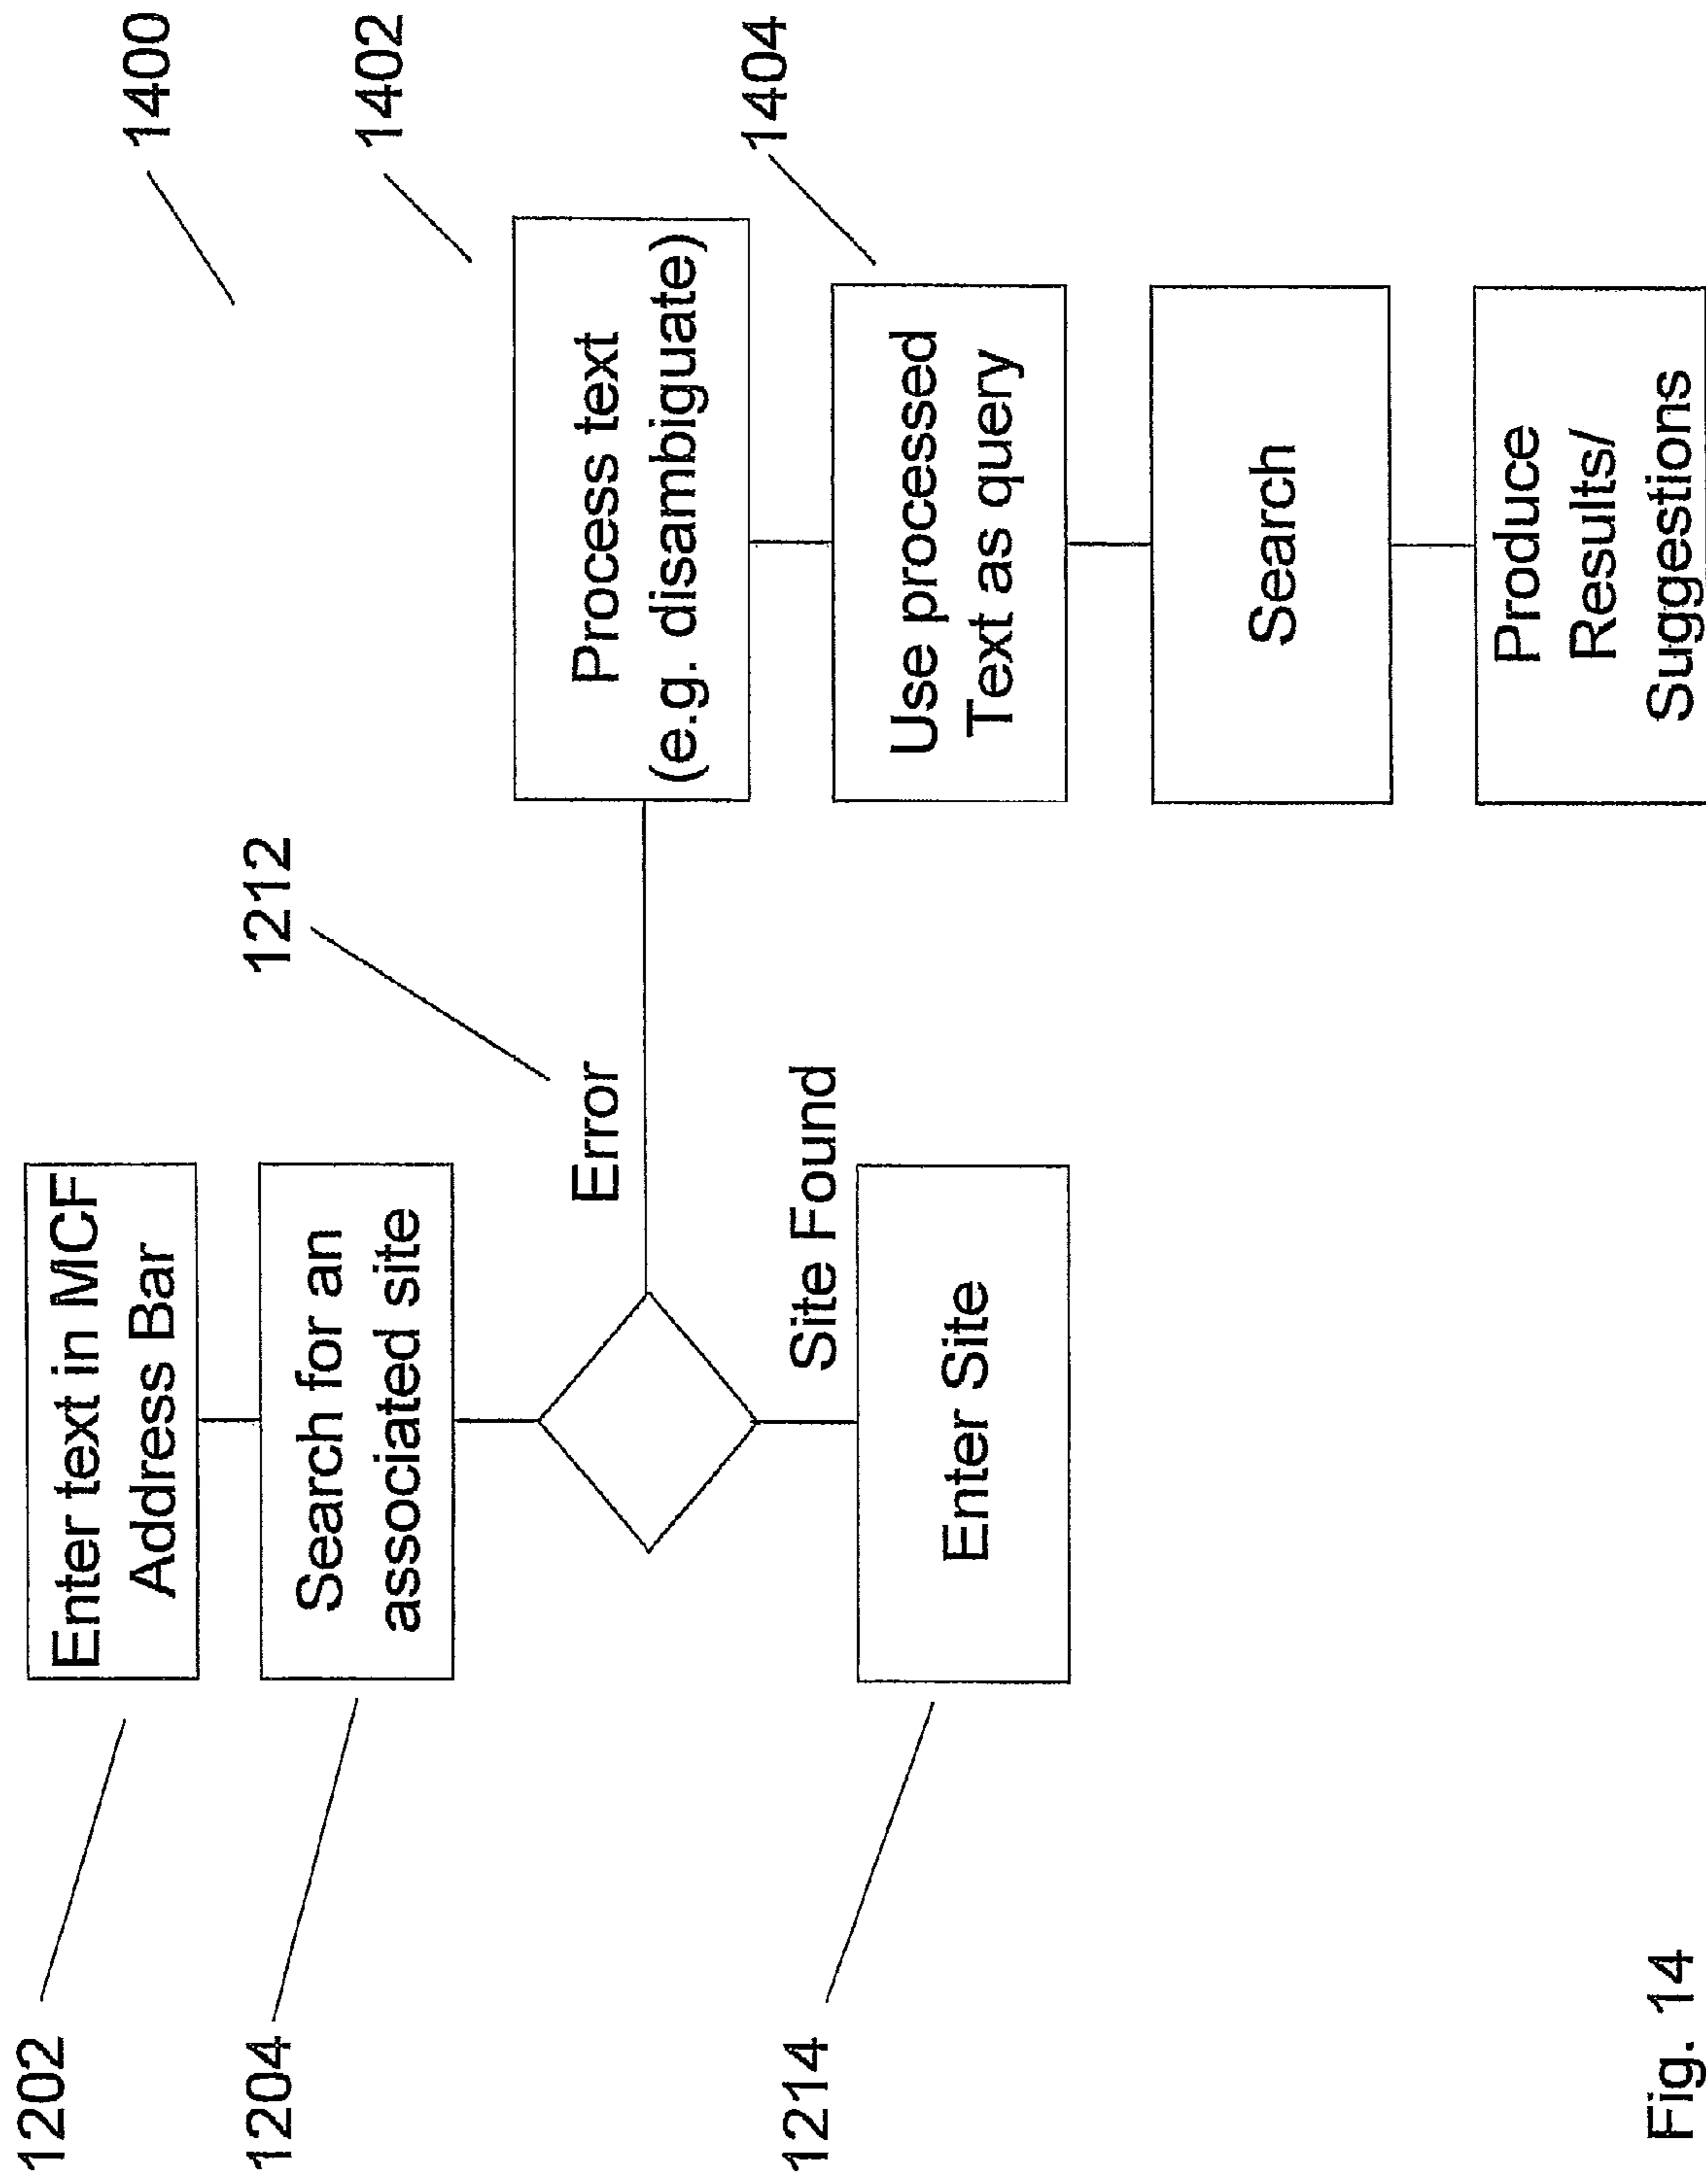 1400
1202
Enter text in MCF
Address Bar
1212
1402
1204
Search for an
associated site
Error
Process text
(e.g. disambiguate)
1404
1214
Site Found
Enter Site
Use processed
Text as query
Search
Produce
Results/
Suggestions
Fig. 14